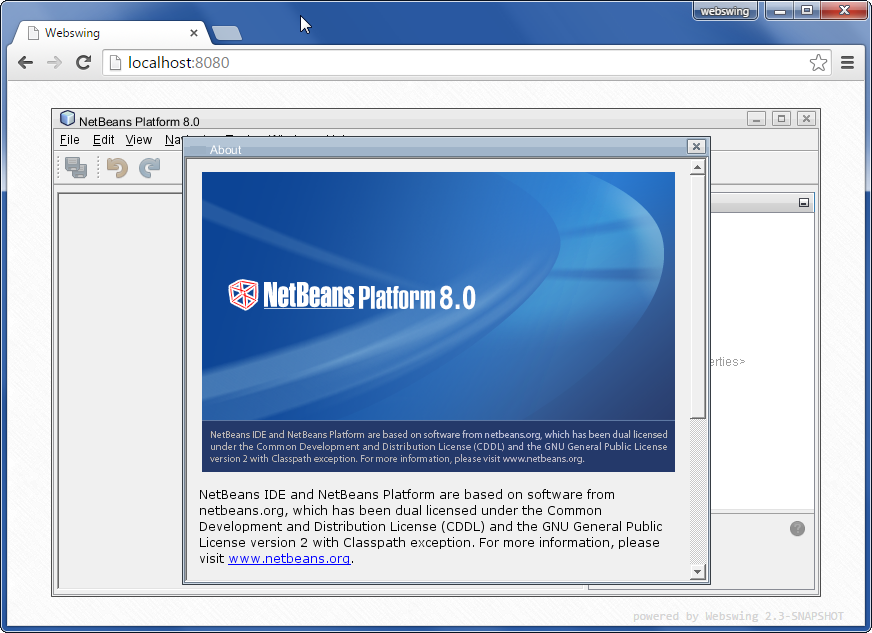 webswing
Webswing
localhost:8080
NetBeans Platform 8.0
File Edit View
About
NetBeans Platform 8.0
NetBeans IDE and NetBeans Platform are based on software from netbeans.org, which has been dual licensed
under the Common Development and Distribution License (CDDL) and the GNU General Public License
version 2 with Classpath exception. For more information, please visit www.netbeans.org.
erties>
NetBeans IDE and NetBeans Platform are based on software from
netbeans.org, which has been dual licensed under the Common
Development and Distribution License (CDDL) and the GNU General Public
License version 2 with Classpath exception. For more information, please
visit www.netbeans.org.
?
powered by Webswing 2.3-SNAPSHOT